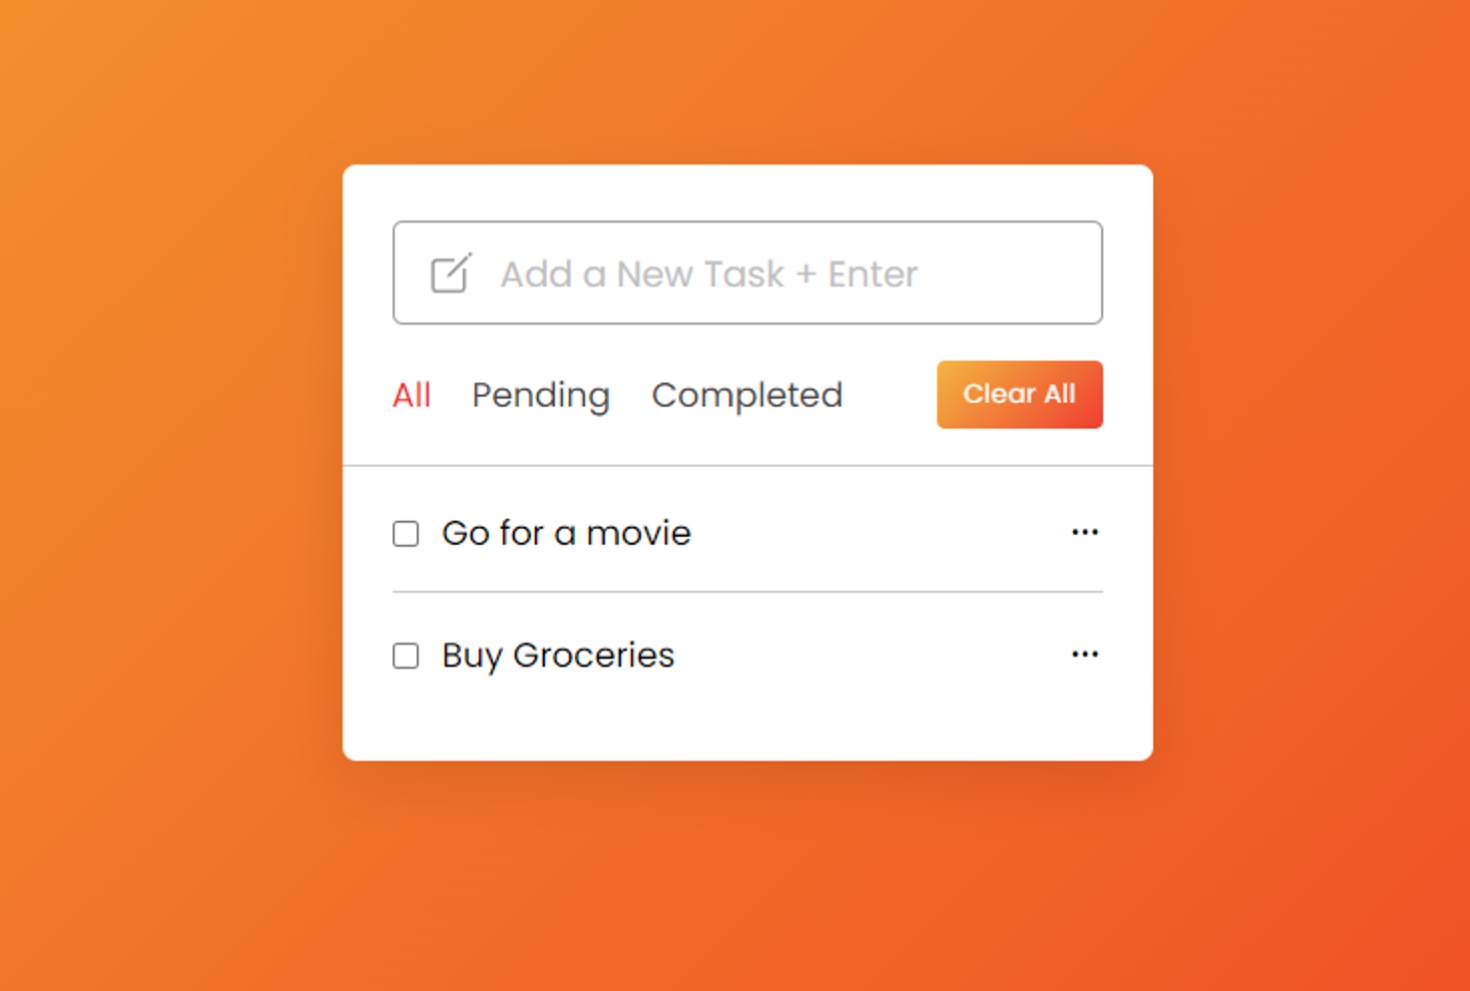 Add a New Task + Enter
All Pending Completed Clear All
Go for a movie
Buy Groceries